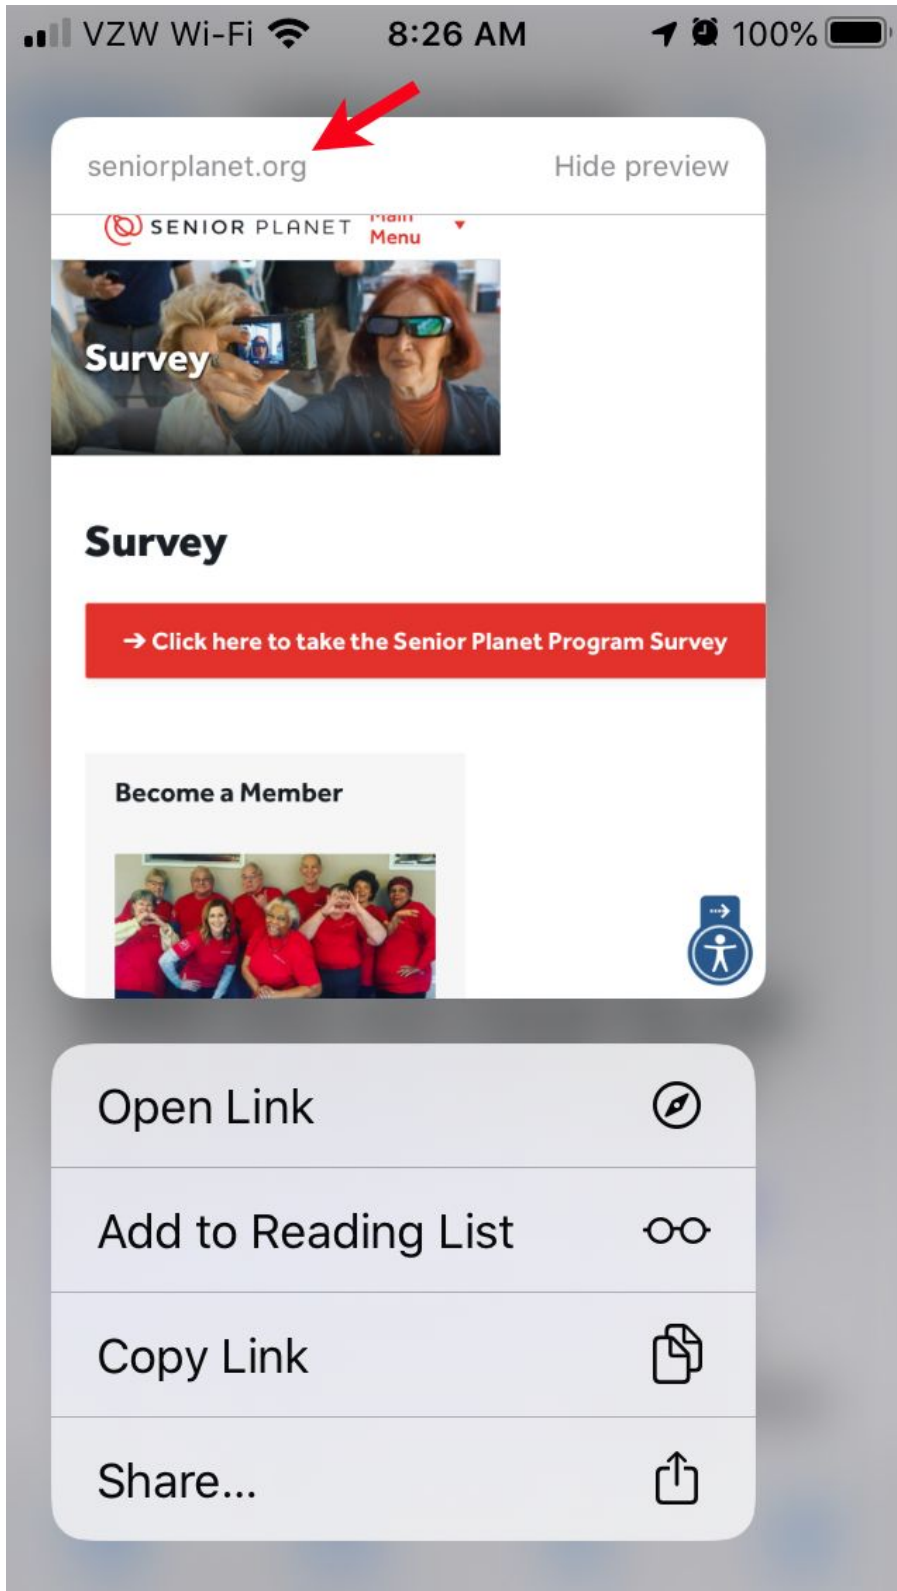 VZW Wi-Fi 8:26 AM 100%
seniorplanet.org Hide preview
SENIOR PLANET Main
Menu
Survey
Survey
→ Click here to take the Senior Planet Program Survey
Become a Member
Open Link
Add to Reading List
Copy Link
Share...